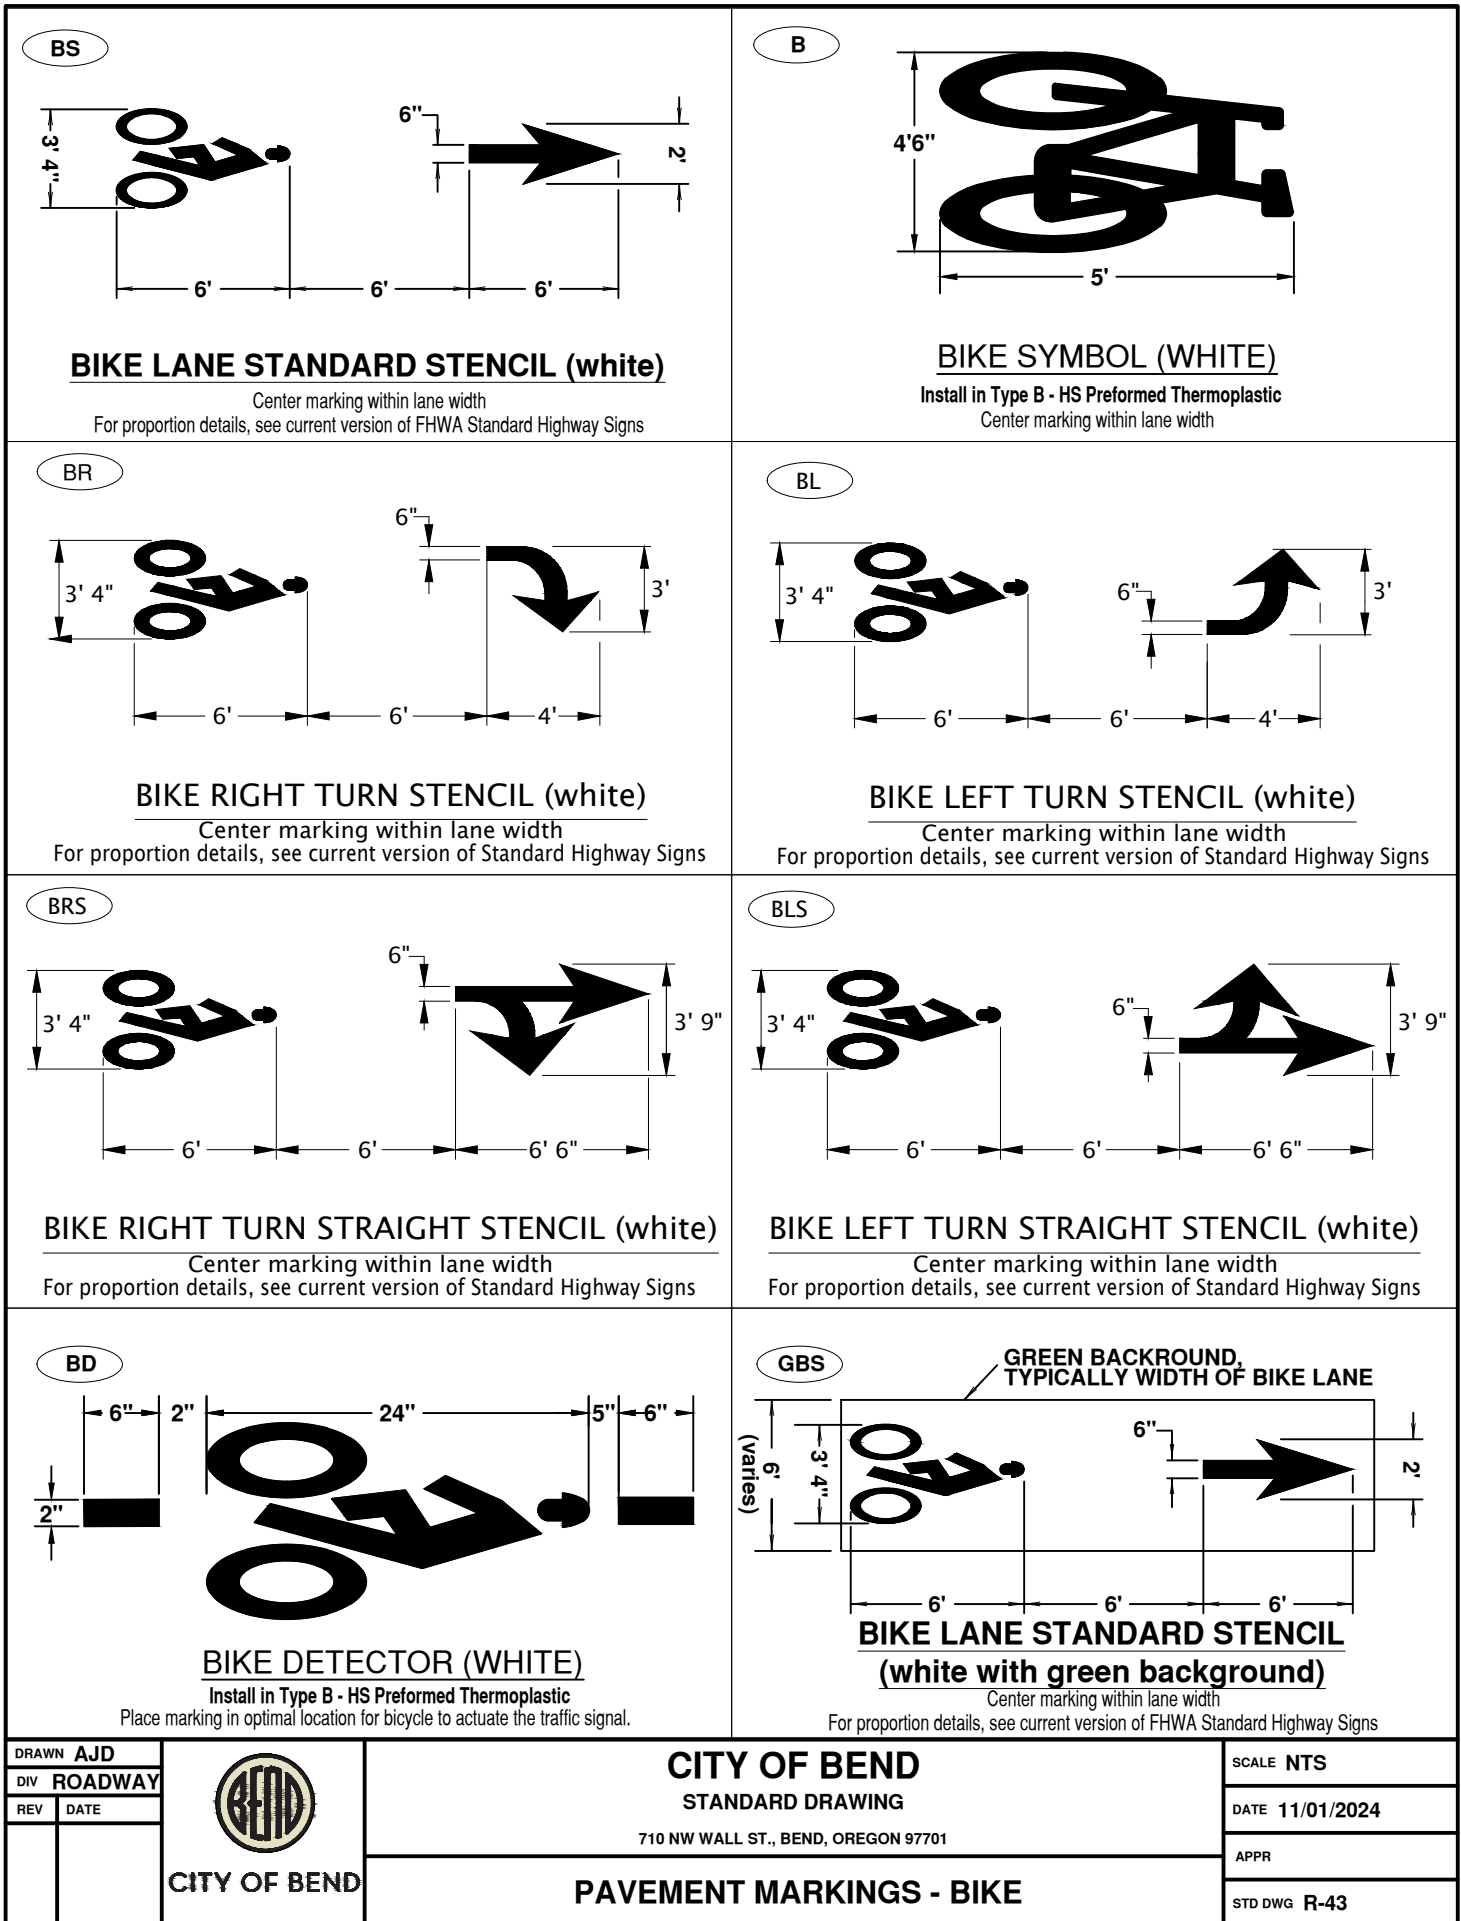 BS
6"
3' 4"
2'
6'
6'
6'
BIKE LANE STANDARD STENCIL (white)
Center marking within lane width
For proportion details, see current version of FHWA Standard Highway Signs
B
4'6"
5'
BIKE SYMBOL (WHITE)
Install in Type B - HS Preformed Thermoplastic
Center marking within lane width
BR
6"
3' 4"
3'
6'
6'
4'
BIKE RIGHT TURN STENCIL (white)
Center marking within lane width
For proportion details, see current version of Standard Highway Signs
BL
6"
3' 4"
3'
6'
6'
4'
BIKE LEFT TURN STENCIL (white)
Center marking within lane width
For proportion details, see current version of Standard Highway Signs
BRS
6"
3' 4"
3' 9"
6'
6'
6' 6"
BIKE RIGHT TURN STRAIGHT STENCIL (white)
Center marking within lane width
For proportion details, see current version of Standard Highway Signs
BLS
6"
3' 4"
3' 9"
6'
6'
6' 6"
BIKE LEFT TURN STRAIGHT STENCIL (white)
Center marking within lane width
For proportion details, see current version of Standard Highway Signs
BD
6"
2"
24"
5"
6"
2"
BIKE DETECTOR (WHITE)
Install in Type B - HS Preformed Thermoplastic
Place marking in optimal location for bicycle to actuate the traffic signal.
GBS
GREEN BACKROUND,
TYPICALLY WIDTH OF BIKE LANE
6'
(varies)
3' 4"
6"
2'
6'
6'
6'
BIKE LANE STANDARD STENCIL
(white with green background)
Center marking within lane width
For proportion details, see current version of FHWA Standard Highway Signs
DRAWN AJD
DIV ROADWAY
REV DATE
BEND
CITY OF BEND
CITY OF BEND
STANDARD DRAWING
710 NW WALL ST., BEND, OREGON 97701
PAVEMENT MARKINGS - BIKE
SCALE NTS
DATE 11/01/2024
APPR
STD DWG R-43